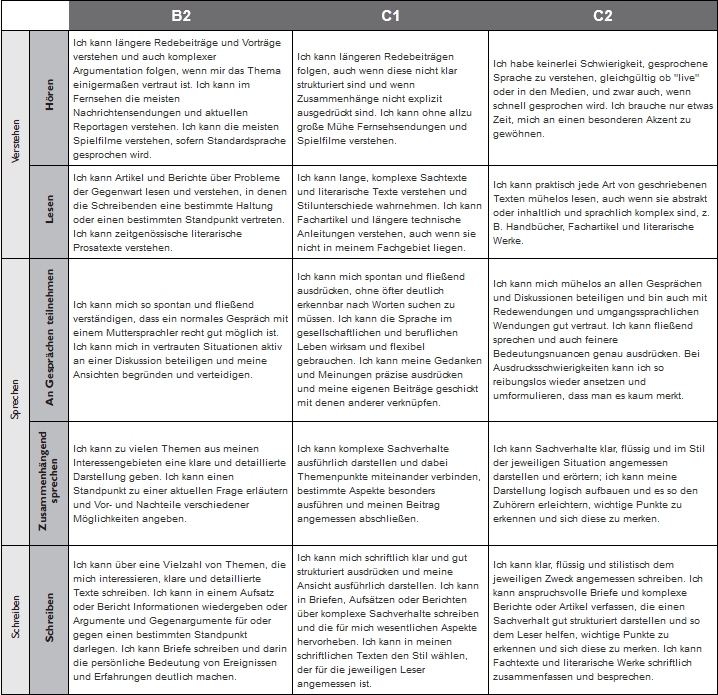 B2
C1
C2
Verstehen
Hören
Ich kann längere Redebeiträge und Vorträge
verstehen und auch komplexer
Argumentation folgen, wenn mir das Thema
einigermaßen vertraut ist. Ich kann im
Fernsehen die meisten
Nachrichtensendungen und aktuellen
Reportagen verstehen. Ich kann die meisten
Spielfilme verstehen, sofern Standardsprache
gesprochen wird.
Ich kann längeren Redebeiträgen
folgen, auch wenn diese nicht klar
strukturiert sind und wenn
Zusammenhänge nicht explizit
ausgedrückt sind. Ich kann ohne allzu
große Mühe Fernsehsendungen und
Spielfilme verstehen.
Ich habe keinerlei Schwierigkeit, gesprochene
Sprache zu verstehen, gleichgültig ob "live"
oder in den Medien, und zwar auch, wenn
schnell gesprochen wird. Ich brauche nur etwas
Zeit, mich an einen besonderen Akzent zu
gewöhnen.
Lesen
Ich kann Artikel und Berichte über Probleme
der Gegenwart lesen und verstehen, in denen
die Schreibenden eine bestimmte Haltung
oder einen bestimmten Standpunkt vertreten.
Ich kann zeitgenössische literarische
Prosatexte verstehen.
Ich kann lange, komplexe Sachtexte
und literarische Texte verstehen und
Stilunterschiede wahrnehmen. Ich kann
Fachartikel und längere technische
Anleitungen verstehen, auch wenn sie
nicht in meinem Fachgebiet liegen.
Ich kann praktisch jede Art von geschriebenen
Texten mühelos lesen, auch wenn sie abstrakt
oder inhaltlich und sprachlich komplex sind, z.
B. Handbücher, Fachartikel und literarische
Werke.
Sprechen
An Gesprächen teilnehmen
Ich kann mich so spontan und fließend
verständigen, dass ein normales Gespräch mit
einem Muttersprachler recht gut möglich ist.
Ich kann mich in vertrauten Situationen aktiv
an einer Diskussion beteiligen und meine
Ansichten begründen und verteidigen.
Ich kann mich spontan und fließend
ausdrücken, ohne öfter deutlich
erkennbar nach Worten suchen zu
müssen. Ich kann die Sprache im
gesellschaftlichen und beruflichen
Leben wirksam und flexibel
gebrauchen. Ich kann meine Gedanken
und Meinungen präzise ausdrücken
und meine eigenen Beiträge geschickt
mit denen anderer verknüpfen.
Ich kann mich mühelos an allen Gesprächen
und Diskussionen beteiligen und bin auch mit
Redewendungen und umgangssprachlichen
Wendungen gut vertraut. Ich kann fließend
sprechen und auch feinere
Bedeutungsnuancen genau ausdrücken. Bei
Ausdrucksschwierigkeiten kann ich so
reibungslos wieder ansetzen und
umformulieren, dass man es kaum merkt.
Zusammenhängend
sprechen
Ich kann zu vielen Themen aus meinen
Interessengebieten eine klare und detaillierte
Darstellung geben. Ich kann einen
Standpunkt zu einer aktuellen Frage erläutern
und Vor- und Nachteile verschiedener
Möglichkeiten angeben.
Ich kann komplexe Sachverhalte
ausführlich darstellen und dabei
Themenpunkte miteinander verbinden,
bestimmte Aspekte besonders
ausführen und meinen Beitrag
angemessen abschließen.
Ich kann Sachverhalte klar, flüssig und im Stil
der jeweiligen Situation angemessen
darstellen und erörtern; ich kann meine
Darstellung logisch aufbauen und es so den
Zuhörern erleichtern, wichtige Punkte zu
erkennen und sich diese zu merken.
Schreiben
Schreiben
Ich kann über eine Vielzahl von Themen, die
mich interessieren, klare und detaillierte
Texte schreiben. Ich kann in einem Aufsatz
oder Bericht Informationen wiedergeben oder
Argumente und Gegenargumente für oder
gegen einen bestimmten Standpunkt
darlegen. Ich kann Briefe schreiben und darin
die persönliche Bedeutung von Ereignissen
und Erfahrungen deutlich machen.
Ich kann mich schriftlich klar und gut
strukturiert ausdrücken und meine
Ansicht ausführlich darstellen. Ich kann
in Briefen, Aufsätzen oder Berichten
über komplexe Sachverhalte schreiben
und die für mich wesentlichen Aspekte
hervorheben. Ich kann in meinen
schriftlichen Texten den Stil wählen,
der für die jeweiligen Leser
angemessen ist.
Ich kann klar, flüssig und stilistisch dem
jeweiligen Zweck angemessen schreiben. Ich
kann anspruchsvolle Briefe und komplexe
Berichte oder Artikel verfassen, die einen
Sachverhalt gut strukturiert darstellen und so
dem Leser helfen, wichtige Punkte zu
erkennen und sich diese zu merken. Ich kann
Fachtexte und literarische Werke schriftlich
zusammenfassen und besprechen.